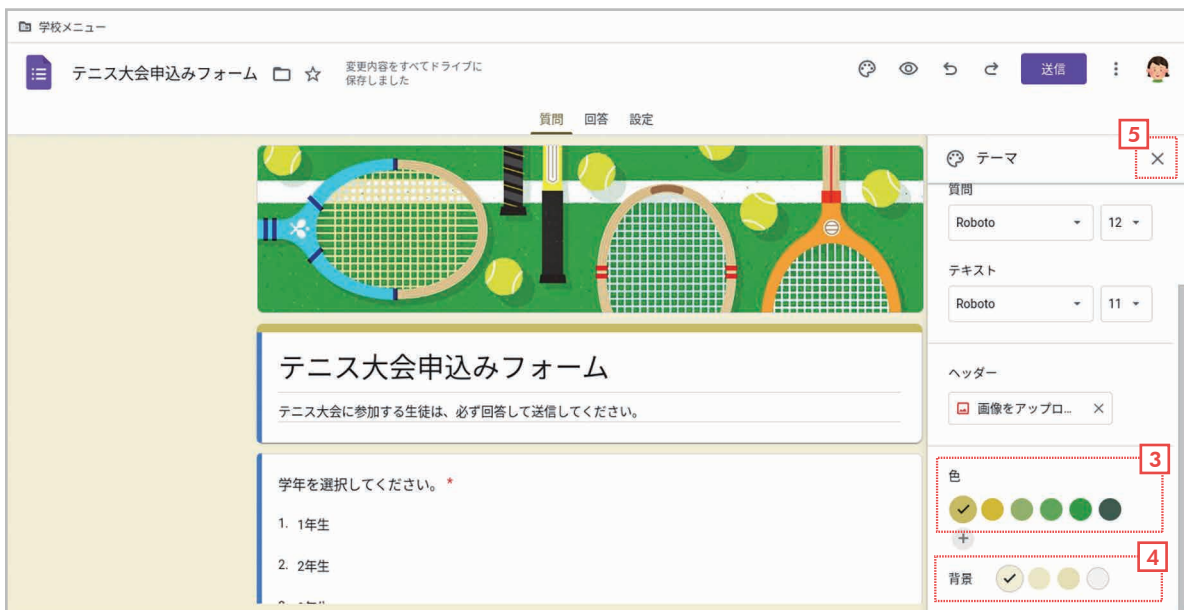 学校メニュー
テニス大会申込みフォーム
変更内容をすべてドライブに
保存しました
送信
質問 回答 設定
5
テーマ
質問
Roboto 12
テキスト
Roboto 11
ヘッダー
画像をアップロ...
テニス大会申込みフォーム
テニス大会に参加する生徒は、必ず回答して送信してください。
学年を選択してください。 *
1. 1年生
2. 2年生
3
色
+
4
背景